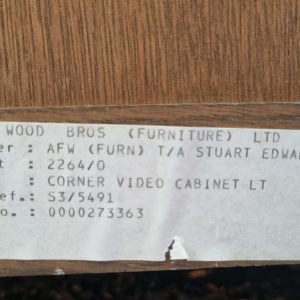 WOOD BROS (FURNITURE) LTD
er : AFW (FURN) T/A STUART EDWA
t : 2264/0
: CORNER VIDEO CABINET LT
ef.: S3/5491
o. : 0000273363